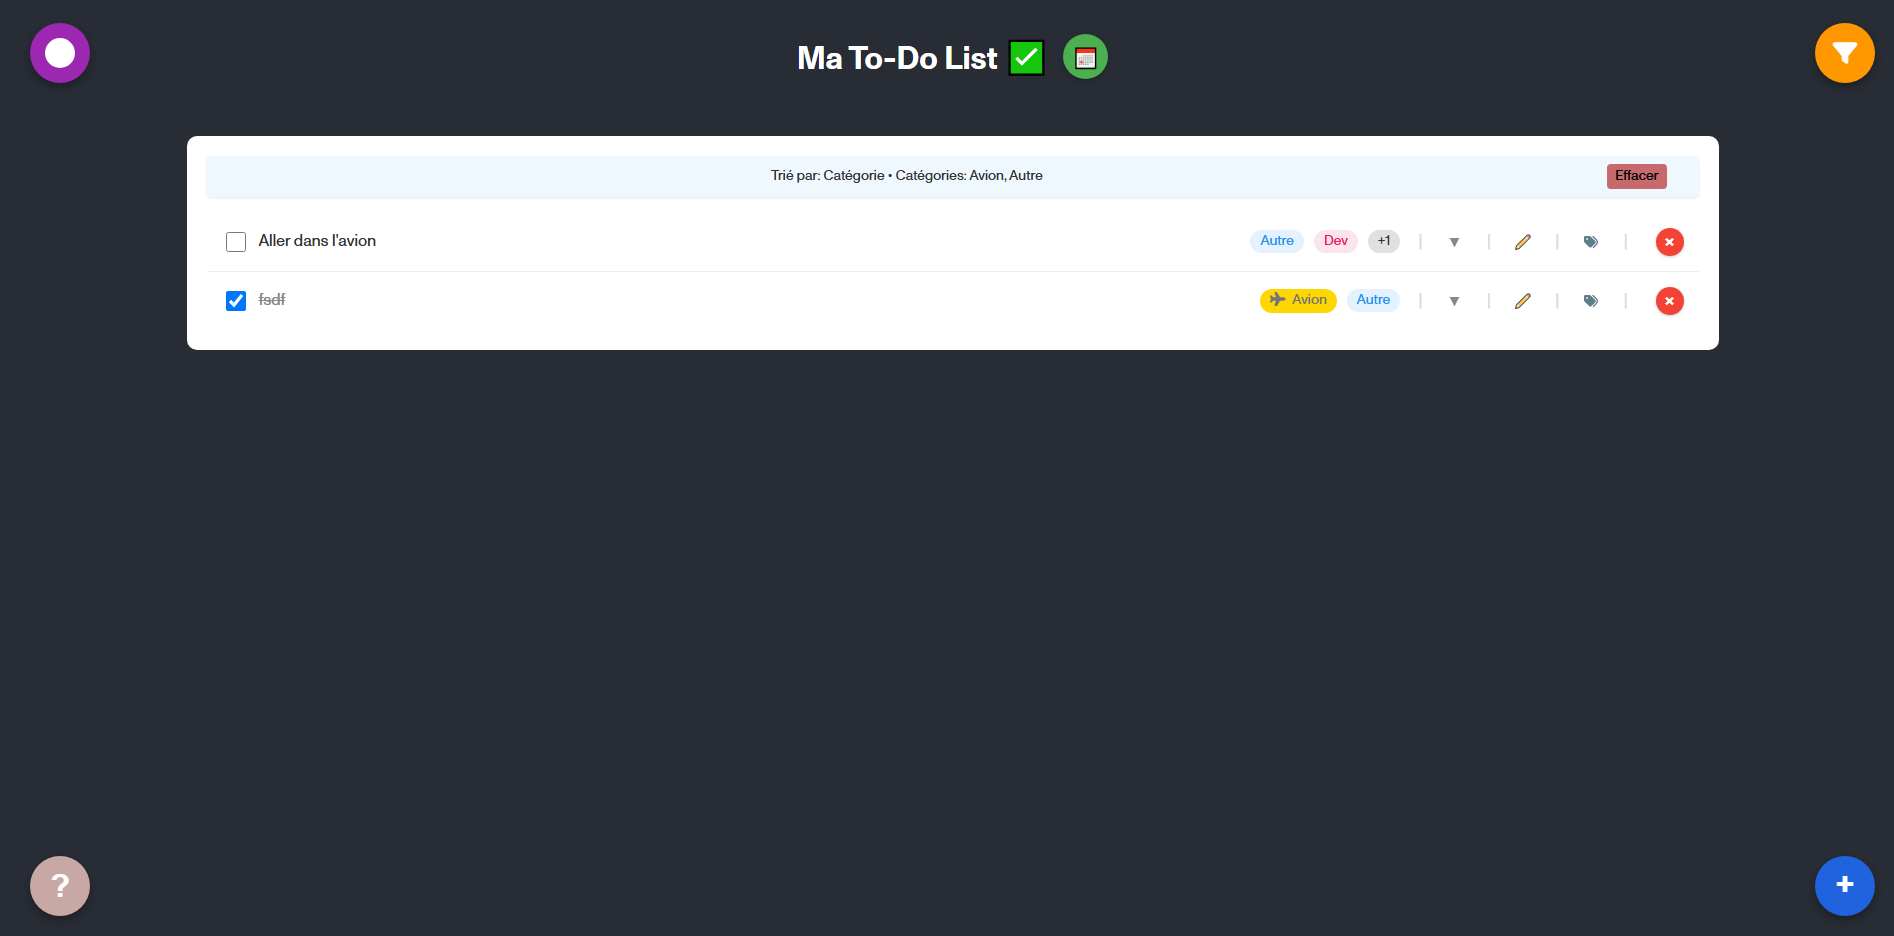 Ma To-Do List
Trié par: Catégorie • Catégories: Avion, Autre
Effacer
Aller dans l'avion
Autre
Dev
+1
fsdf
Avion
Autre
?
+